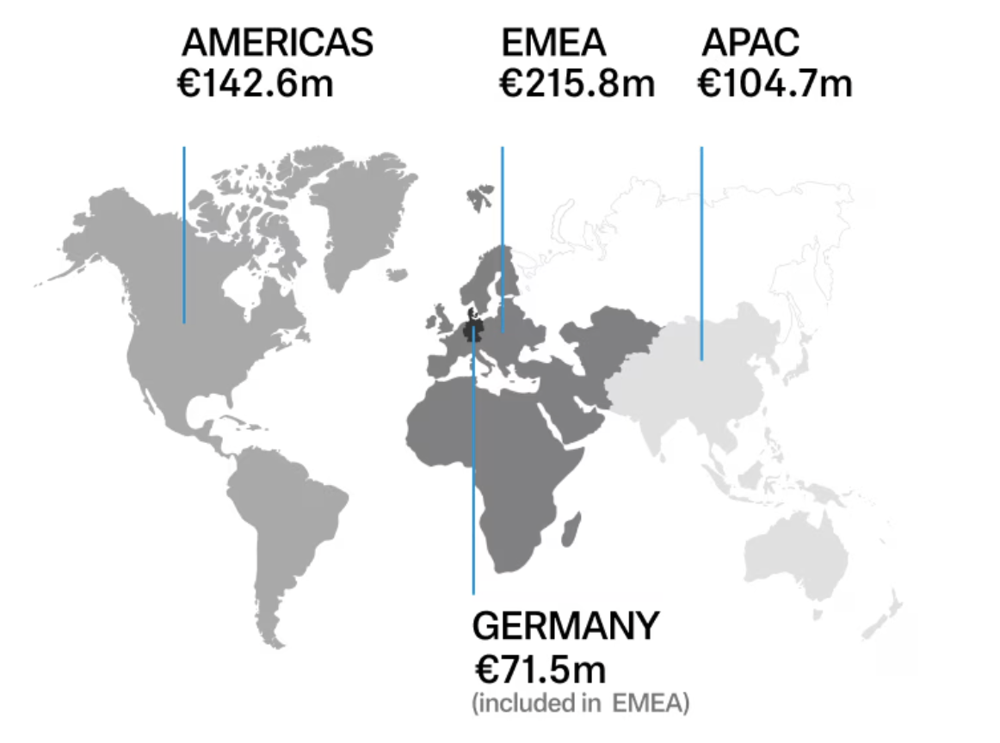 AMERICAS
€142.6m
EMEA
€215.8m
APAC
€104.7m
GERMANY
€71.5m
(included in EMEA)